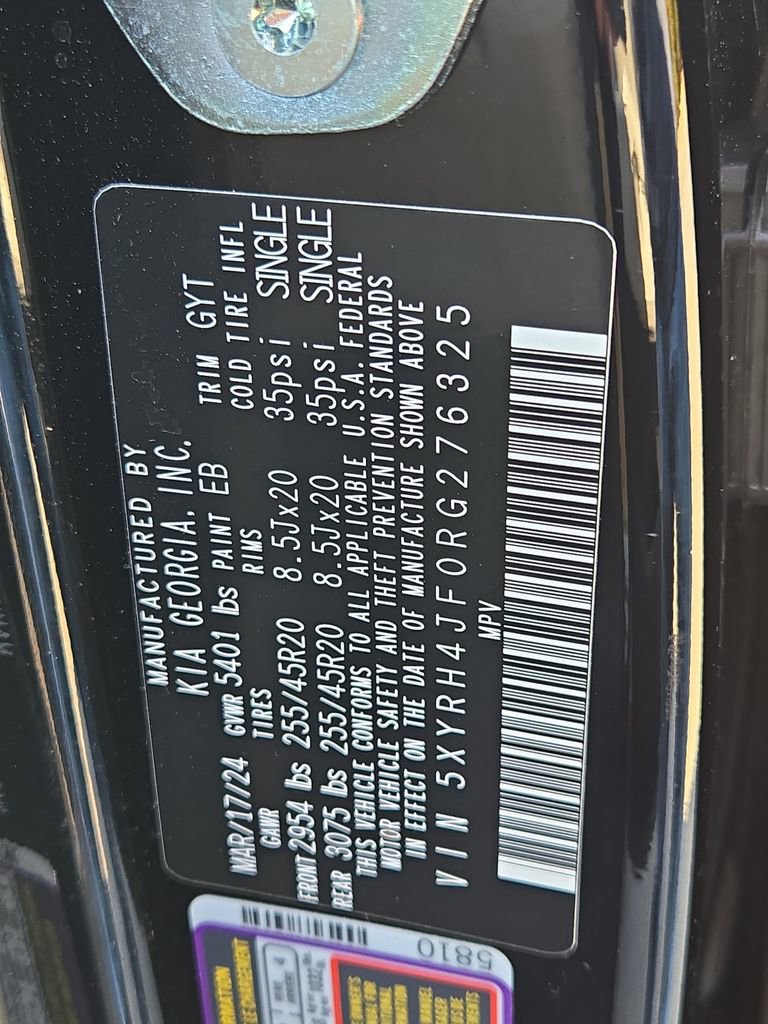 MANUFACTURED BY
KIA GEORGIA, INC.
MAR/17/24 GVWR 5401 lbs PAINT EB TRIM GYT
GAWR TIRES RIMS COLD TIRE INFL
FRONT 2954 lbs 255/45R20 8.5Jx20 35psi SINGLE
REAR 3075 lbs 255/45R20 8.5Jx20 35psi SINGLE
THIS VEHICLE CONFORMS TO ALL APPLICABLE U.S.A. FEDERAL
MOTOR VEHICLE SAFETY AND THEFT PREVENTION STANDARDS
IN EFFECT ON THE DATE OF MANUFACTURE SHOWN ABOVE
VIN 5XYRH4JF0RG276325
MPV
5810
REAR
4